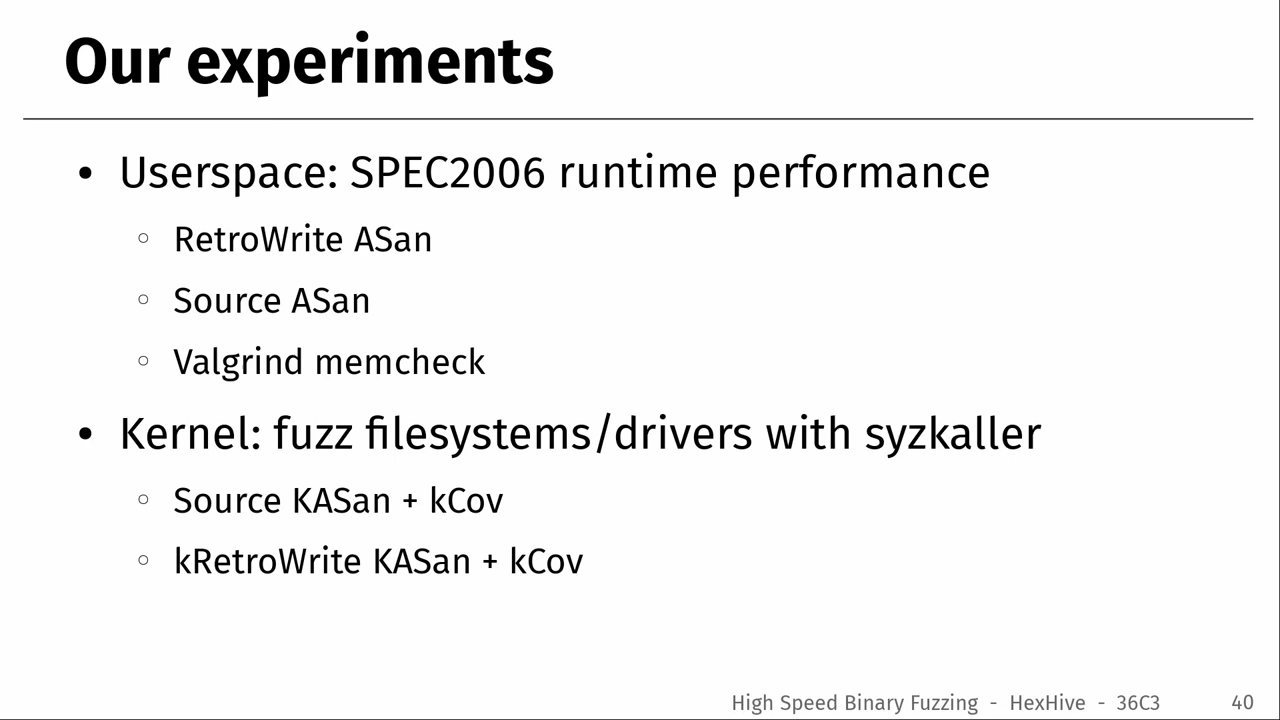 Our experiments
• Userspace: SPEC2006 runtime performance
○ RetroWrite ASan
○ Source ASan
○ Valgrind memcheck
• Kernel: fuzz filesystems/drivers with syzkaller
○ Source KASan + kCov
○ kRetroWrite KASan + kCov
High Speed Binary Fuzzing - HexHive - 36C3 40